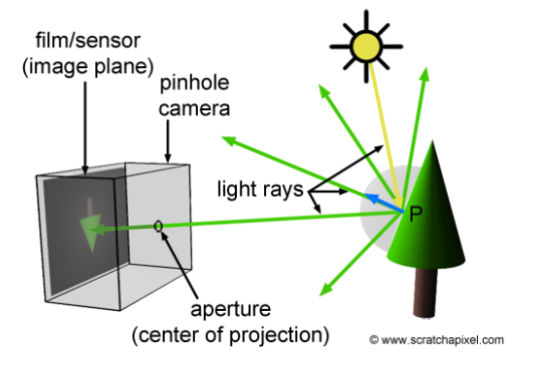 film/sensor
(image plane)
pinhole
camera
light rays
P
aperture
(center of projection)
© www.scratchapixel.com